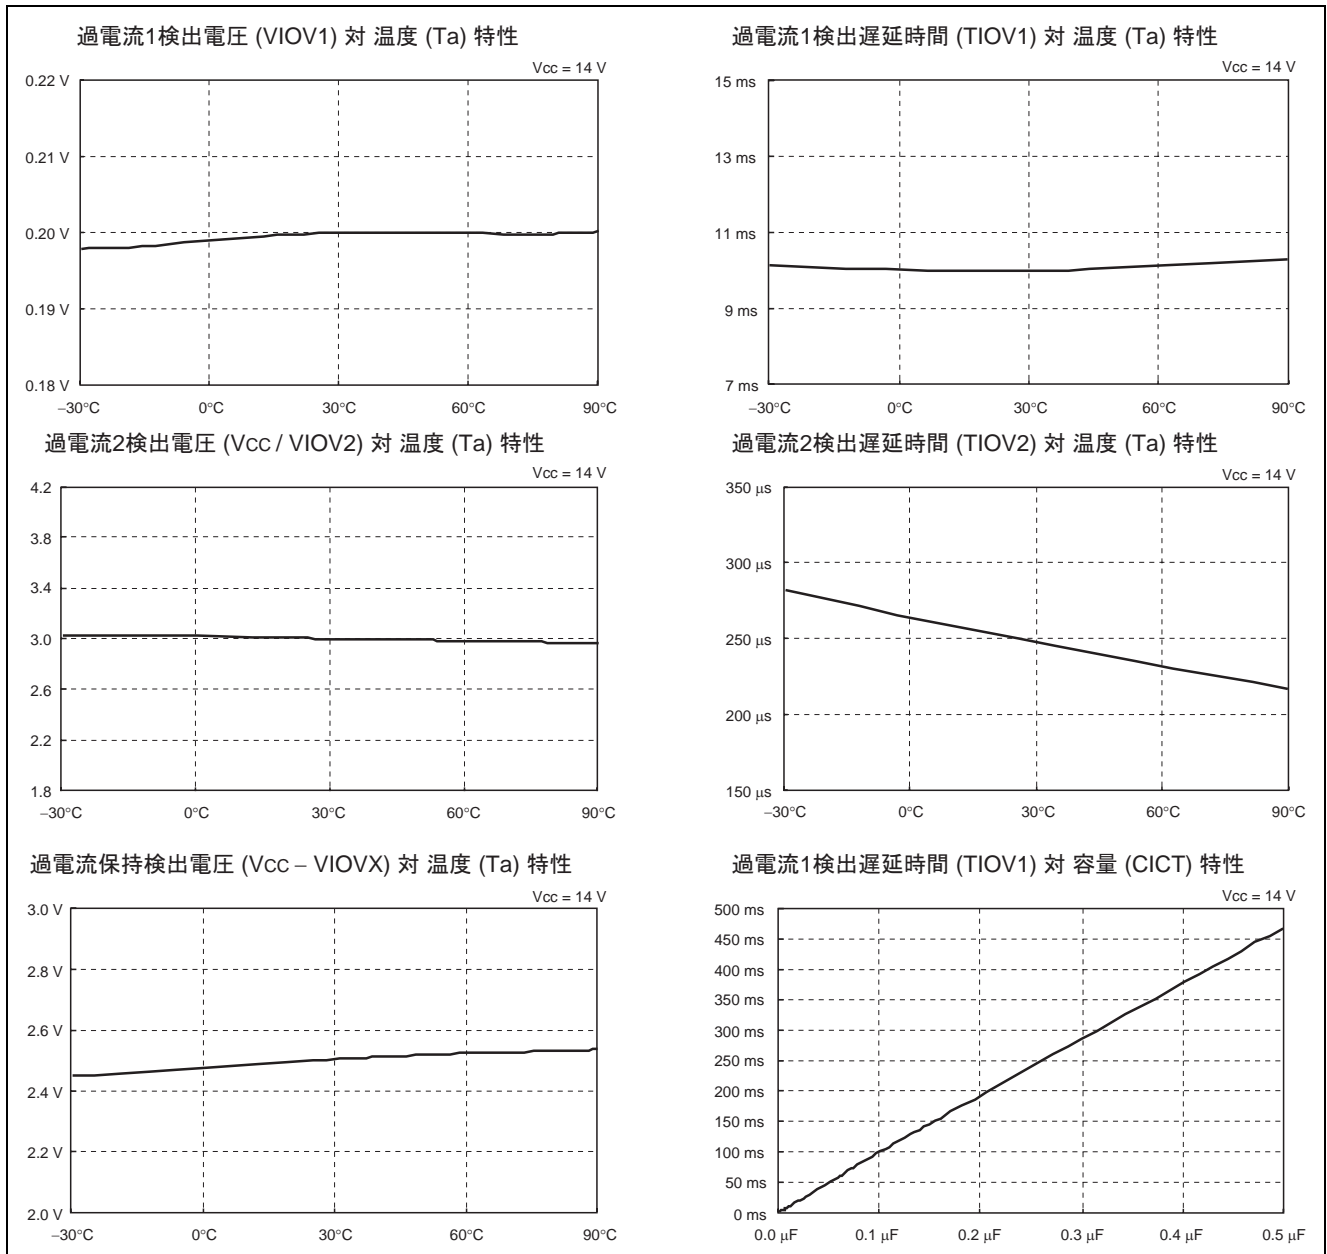 過電流1検出電圧 (VIOV1) 対 温度 (Ta) 特性
Vcc = 14 V
0.22 V
0.21 V
0.20 V
0.19 V
0.18 V
−30°C 0°C 30°C 60°C 90°C
過電流1検出遅延時間 (TIOV1) 対 温度 (Ta) 特性
Vcc = 14 V
15 ms
13 ms
11 ms
9 ms
7 ms
−30°C 0°C 30°C 60°C 90°C
過電流2検出電圧 (Vcc / VIOV2) 対 温度 (Ta) 特性
Vcc = 14 V
4.2
3.8
3.4
3.0
2.6
2.2
1.8
−30°C 0°C 30°C 60°C 90°C
過電流2検出遅延時間 (TIOV2) 対 温度 (Ta) 特性
Vcc = 14 V
350 μs
300 μs
250 μs
200 μs
150 μs
−30°C 0°C 30°C 60°C 90°C
過電流保持検出電圧 (Vcc – VIOVX) 対 温度 (Ta) 特性
Vcc = 14 V
3.0 V
2.8 V
2.6 V
2.4 V
2.2 V
2.0 V
−30°C 0°C 30°C 60°C 90°C
過電流1検出遅延時間 (TIOV1) 対 容量 (CICT) 特性
Vcc = 14 V
500 ms
450 ms
400 ms
350 ms
300 ms
250 ms
200 ms
150 ms
100 ms
50 ms
0 ms
0.0 μF 0.1 μF 0.2 μF 0.3 μF 0.4 μF 0.5 μF